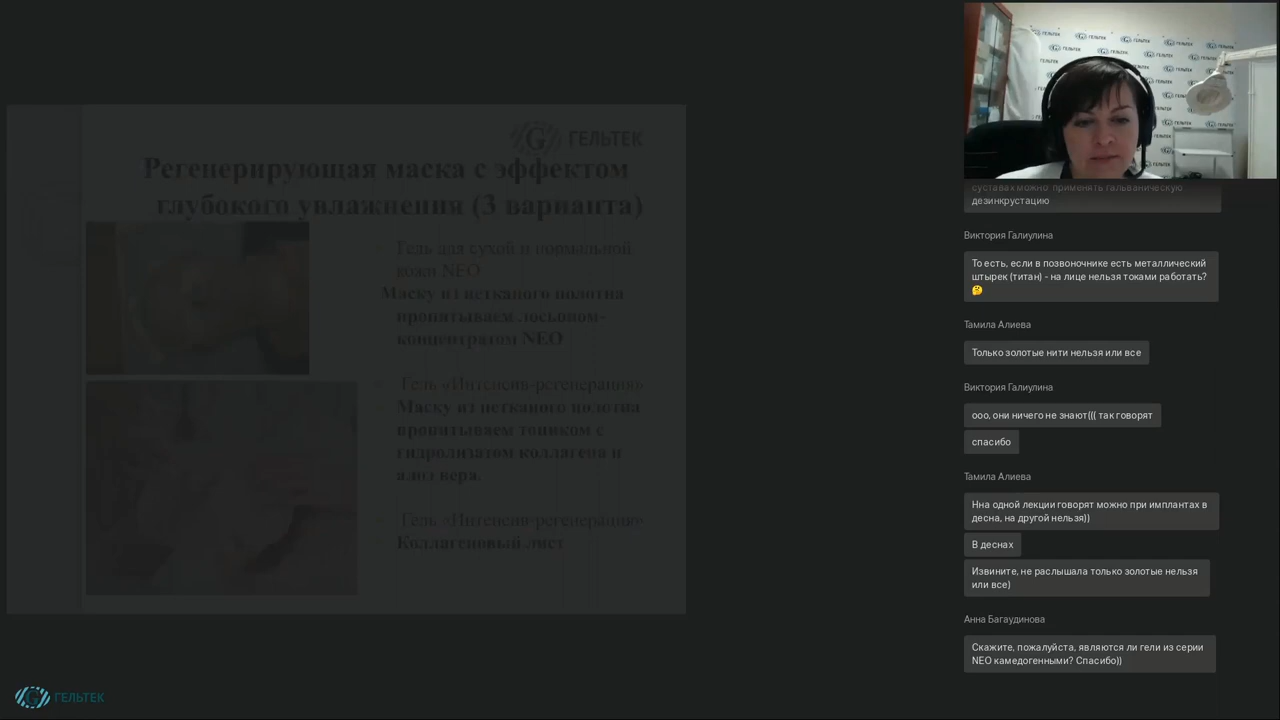 ГЕЛЬТЕК
Регенерирующая маска с эффектом
глубокого увлажнения (3 варианта)
Гель для сухой и нормальной
кожи NEO
Маску из нетканого полотна
пропитываем лосьоном-
концентратом NEO
Гель «Интенсив-регенерация»
Маску из нетканого полотна
пропитываем тоником с
гидролизатом коллагена и
алоэ вера.
Гель «Интенсив-регенерация»
Коллагеновый лист
ГЕЛЬТЕК
суставах можно применять гальваническую
дезинкрустацию
Виктория Галиулина
То есть, если в позвоночнике есть металлический
штырек (титан) - на лице нельзя токами работать?
🤔
Тамила Алиева
Только золотые нити нельзя или все
Виктория Галиулина
ооо, они ничего не знают((( так говорят
спасибо
Тамила Алиева
Нна одной лекции говорят можно при имплантах в
десна, на другой нельзя))
В деснах
Извините, не распышала только золотые нельзя
или все)
Анна Багаудинова
Скажите, пожалуйста, являются ли гели из серии
NEO камедогенными? Спасибо))